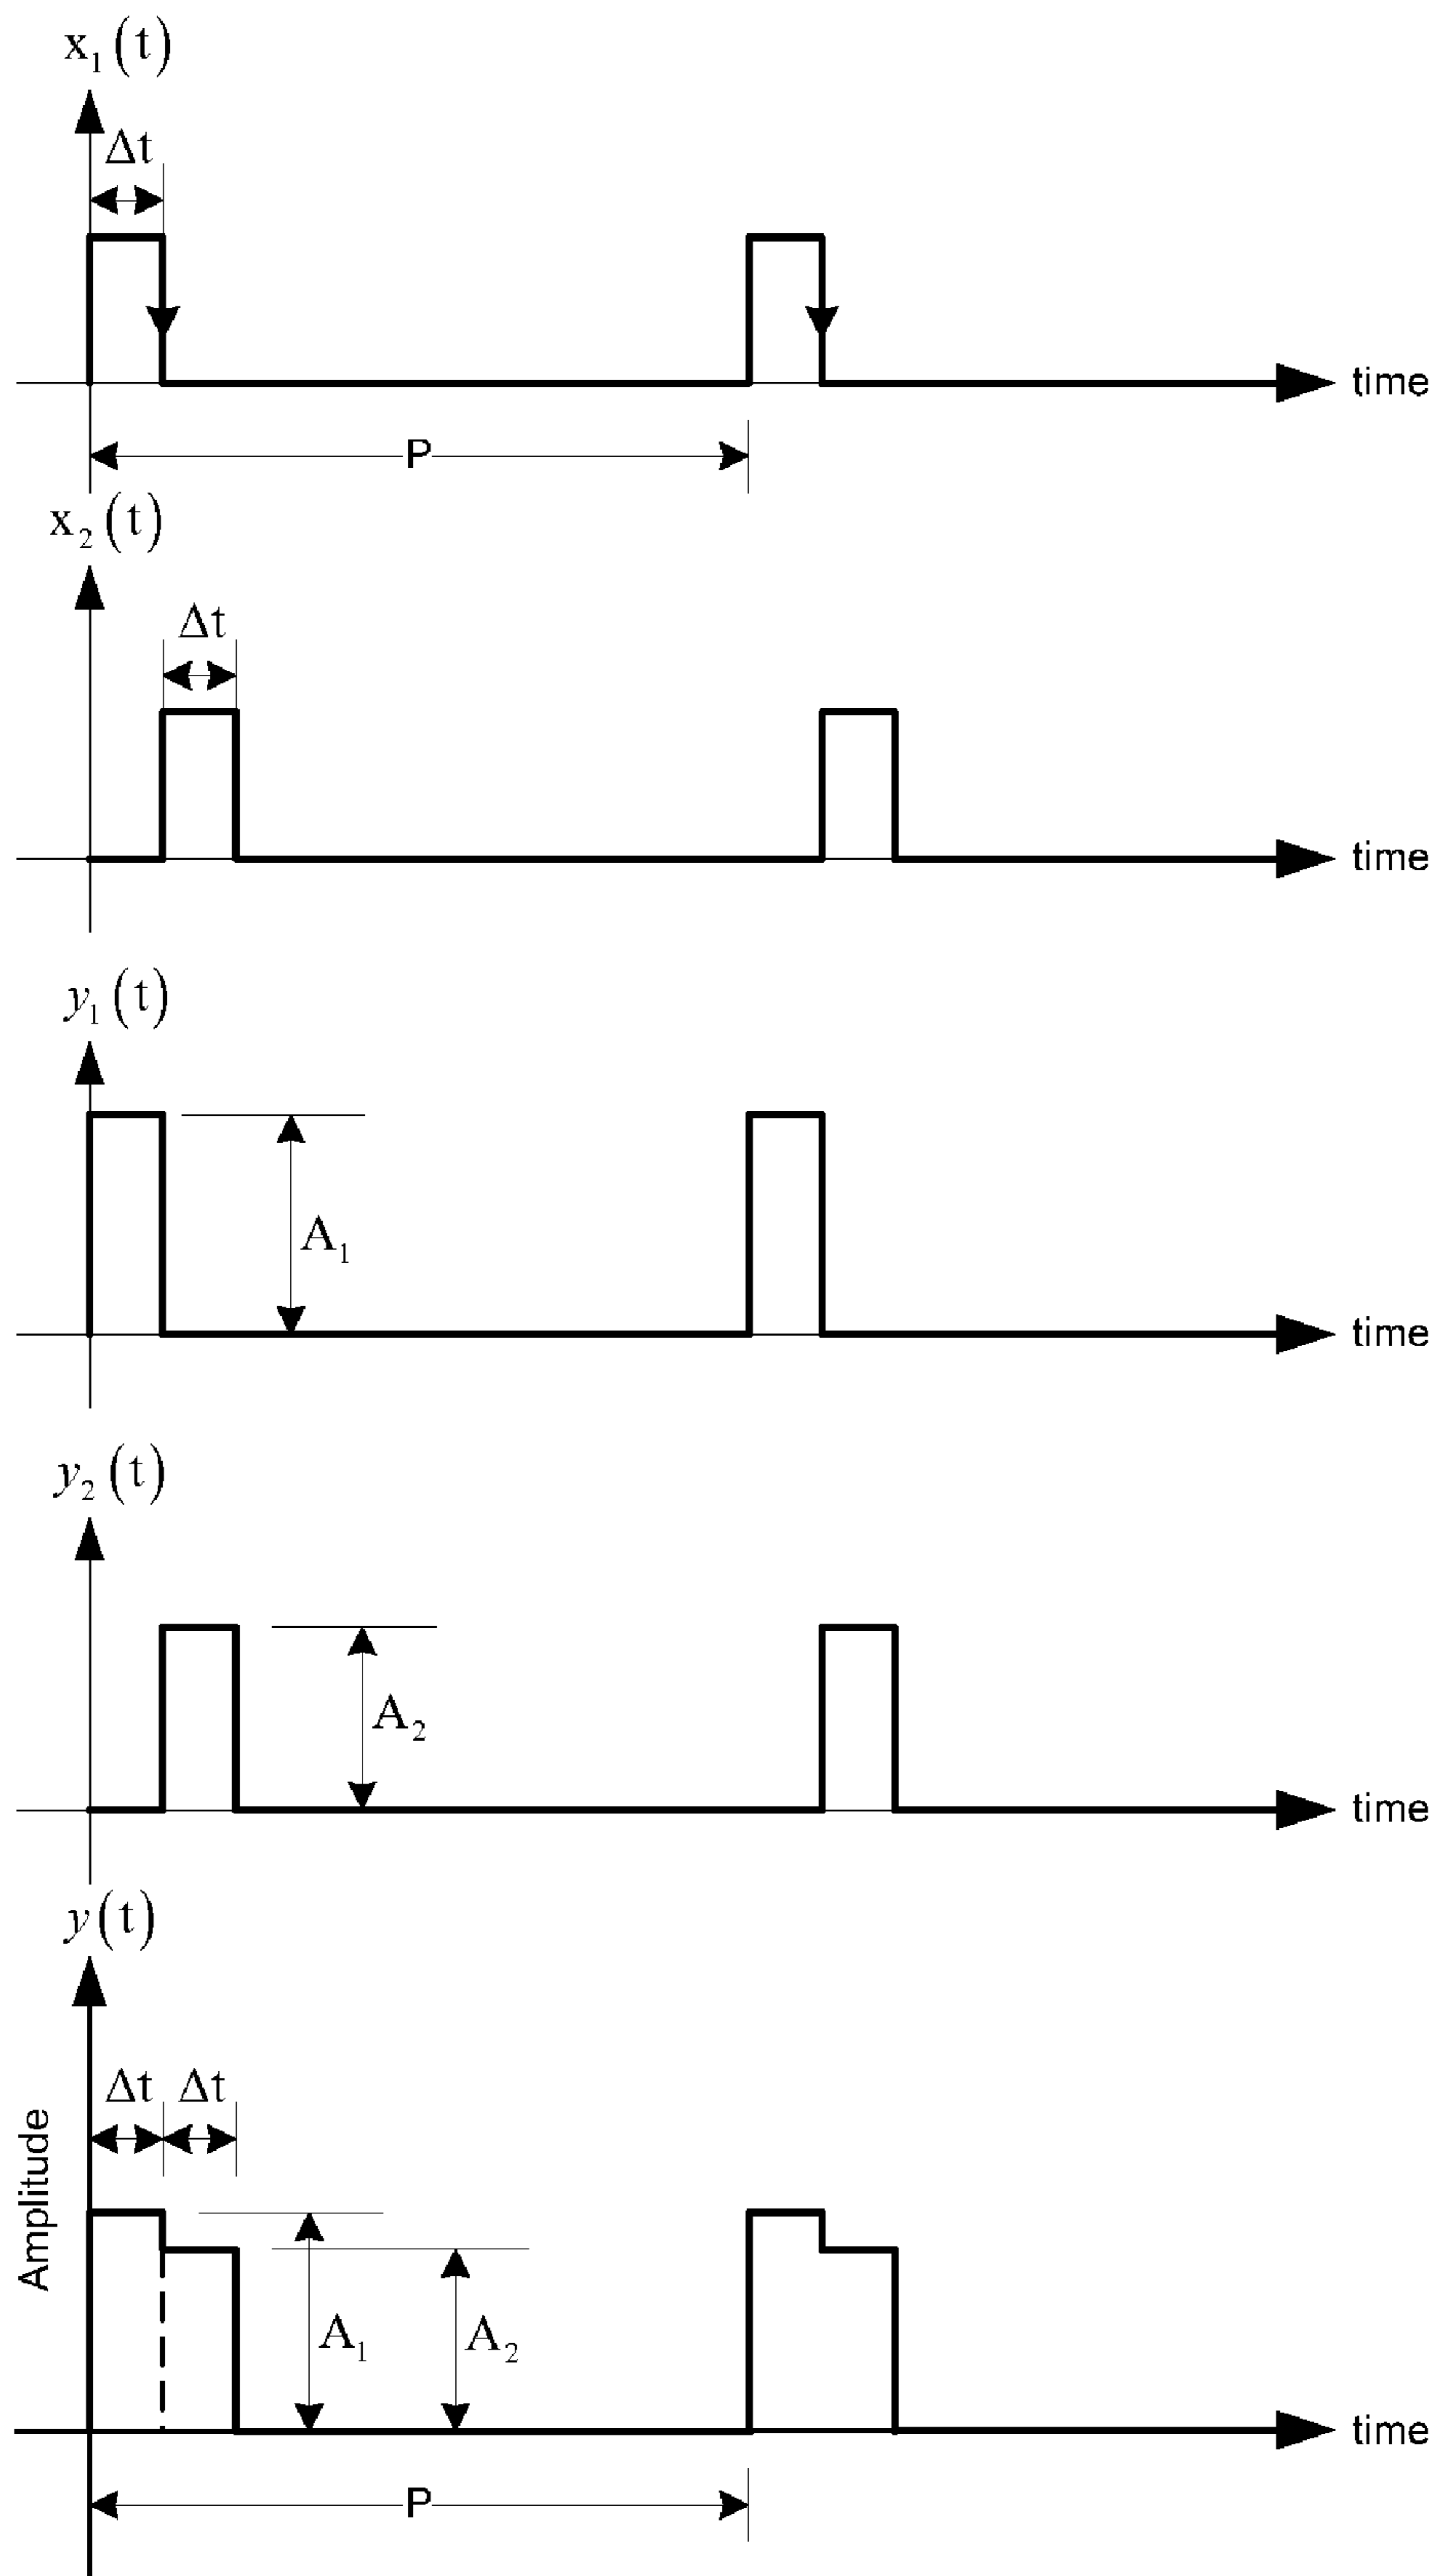 x₁(t)
Δt
time
P
x₂(t)
Δt
time
y₁(t)
A₁
time
y₂(t)
A₂
time
y(t)
Δt Δt
Amplitude
A₁ A₂
time
P